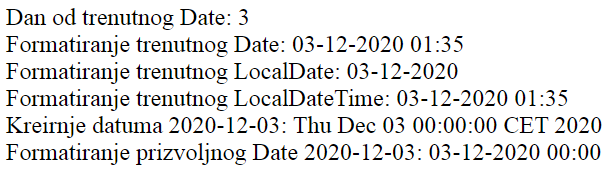 Dan od trenutnog Date: 3
Formatiranje trenutnog Date: 03-12-2020 01:35
Formatiranje trenutnog LocalDate: 03-12-2020
Formatiranje trenutnog LocalDateTime: 03-12-2020 01:35
Kreirnje datuma 2020-12-03: Thu Dec 03 00:00:00 CET 2020
Formatiranje prizvoljnog Date 2020-12-03: 03-12-2020 00:00